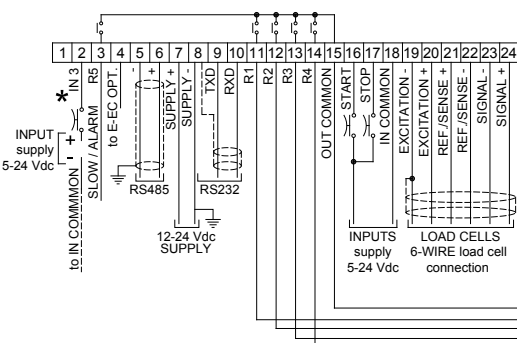 1 2 3 4 5 6 7 8 9 10 11 12 13 14 15 16 17 18 19 20 21 22 23 24
IN 3
R5
SLOW / ALARM
to E-EC OPT.
-
+
SUPPLY +
SUPPLY -
TXD
RXD
R1
R2
R3
R4
OUT COMMON
START
STOP
IN COMMON
EXCITATION -
EXCITATION +
REF./SENSE +
REF./SENSE -
SIGNAL -
SIGNAL +
*
INPUT
supply
5-24 Vdc
+
-
to IN COMMMON
RS485
RS232
12-24 Vdc
SUPPLY
INPUTS
supply
5-24 Vdc
LOAD CELLS
6-WIRE load cell
connection